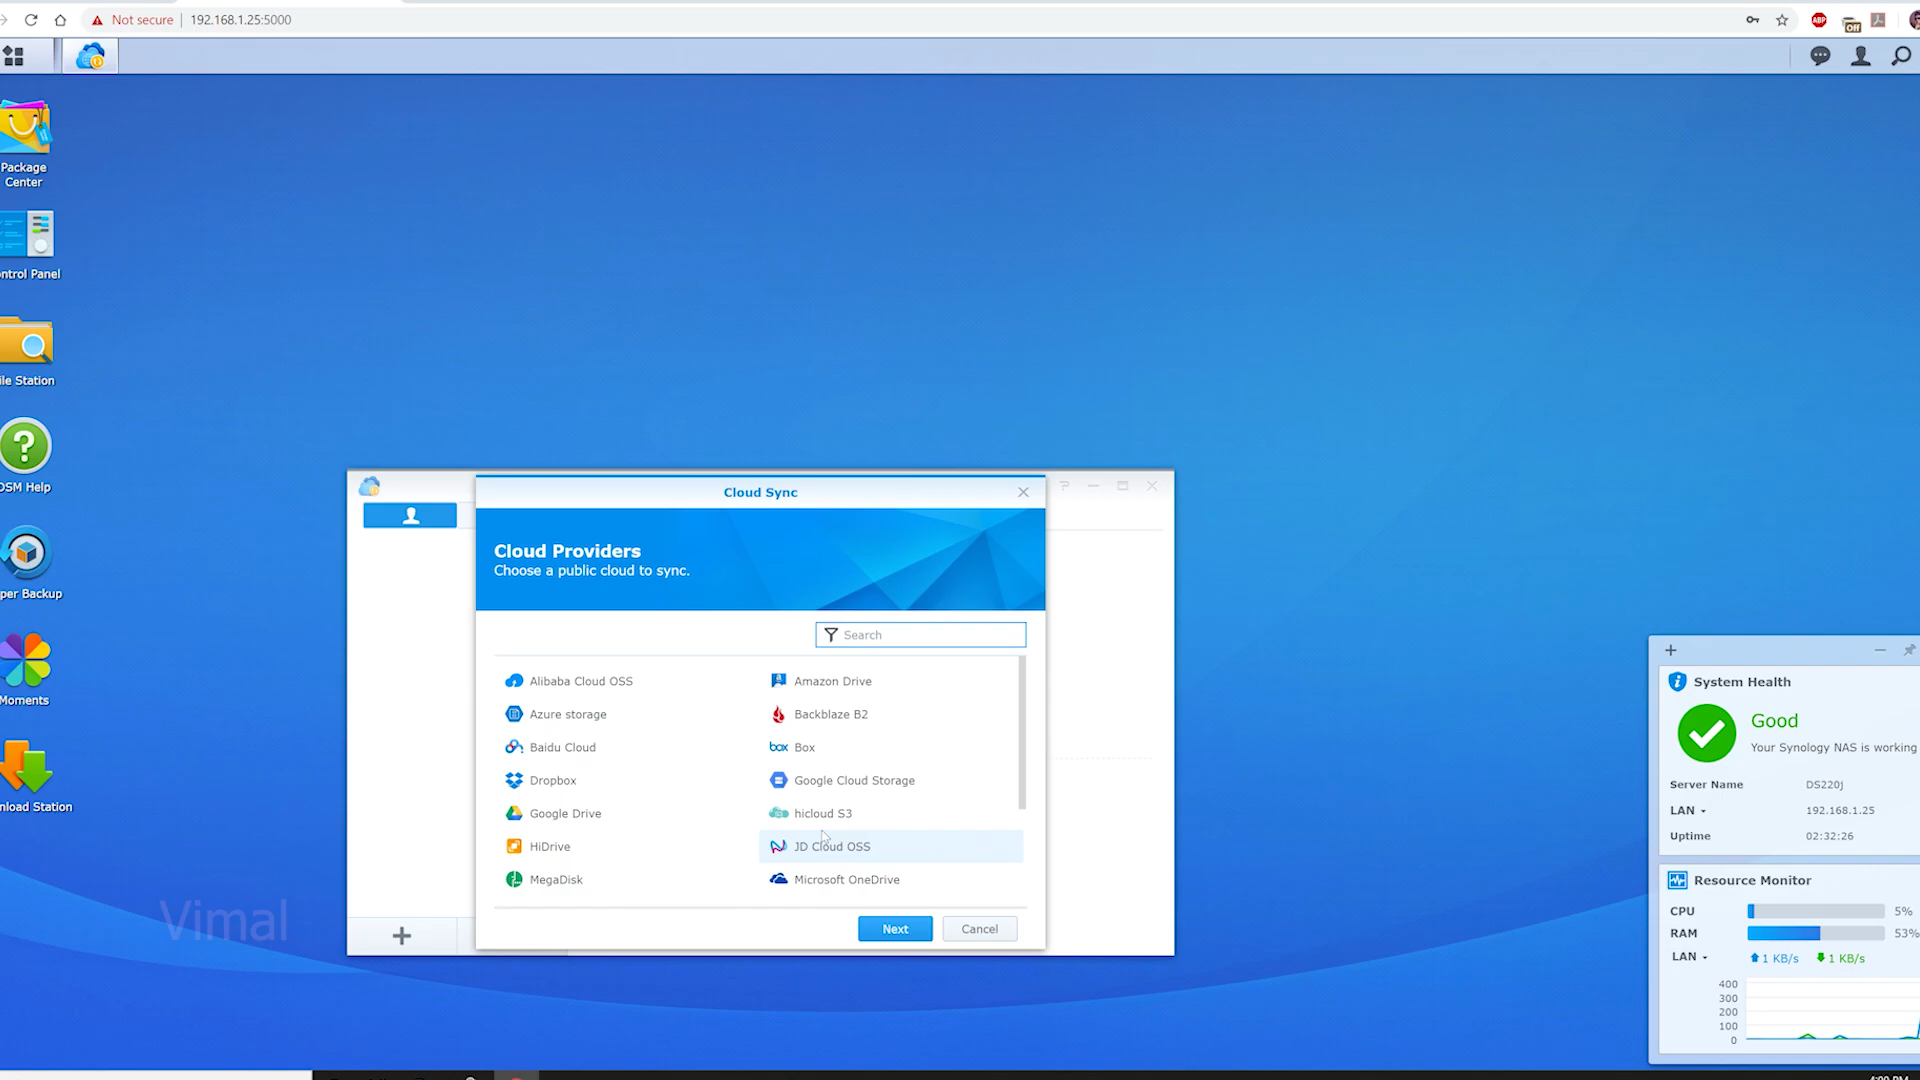 Not secure
192.168.1.25:5000
ABP
Off
Package
Center
ontrol Panel
ile Station
DSM Help
per Backup
Moments
nload Station
Vimal
Cloud Sync
Cloud Providers
Choose a public cloud to sync.
Search
Alibaba Cloud OSS
Amazon Drive
Azure storage
Backblaze B2
Baidu Cloud
box Box
Dropbox
Google Cloud Storage
Google Drive
hicloud S3
HiDrive
JD Cloud OSS
MegaDisk
Microsoft OneDrive
Next
Cancel
System Health
Good
Your Synology NAS is working
Server Name DS220j
LAN 192.168.1.25
Uptime 02:32:26
Resource Monitor
CPU 5%
RAM 53%
LAN 1 KB/s 1 KB/s
400
300
200
100
0